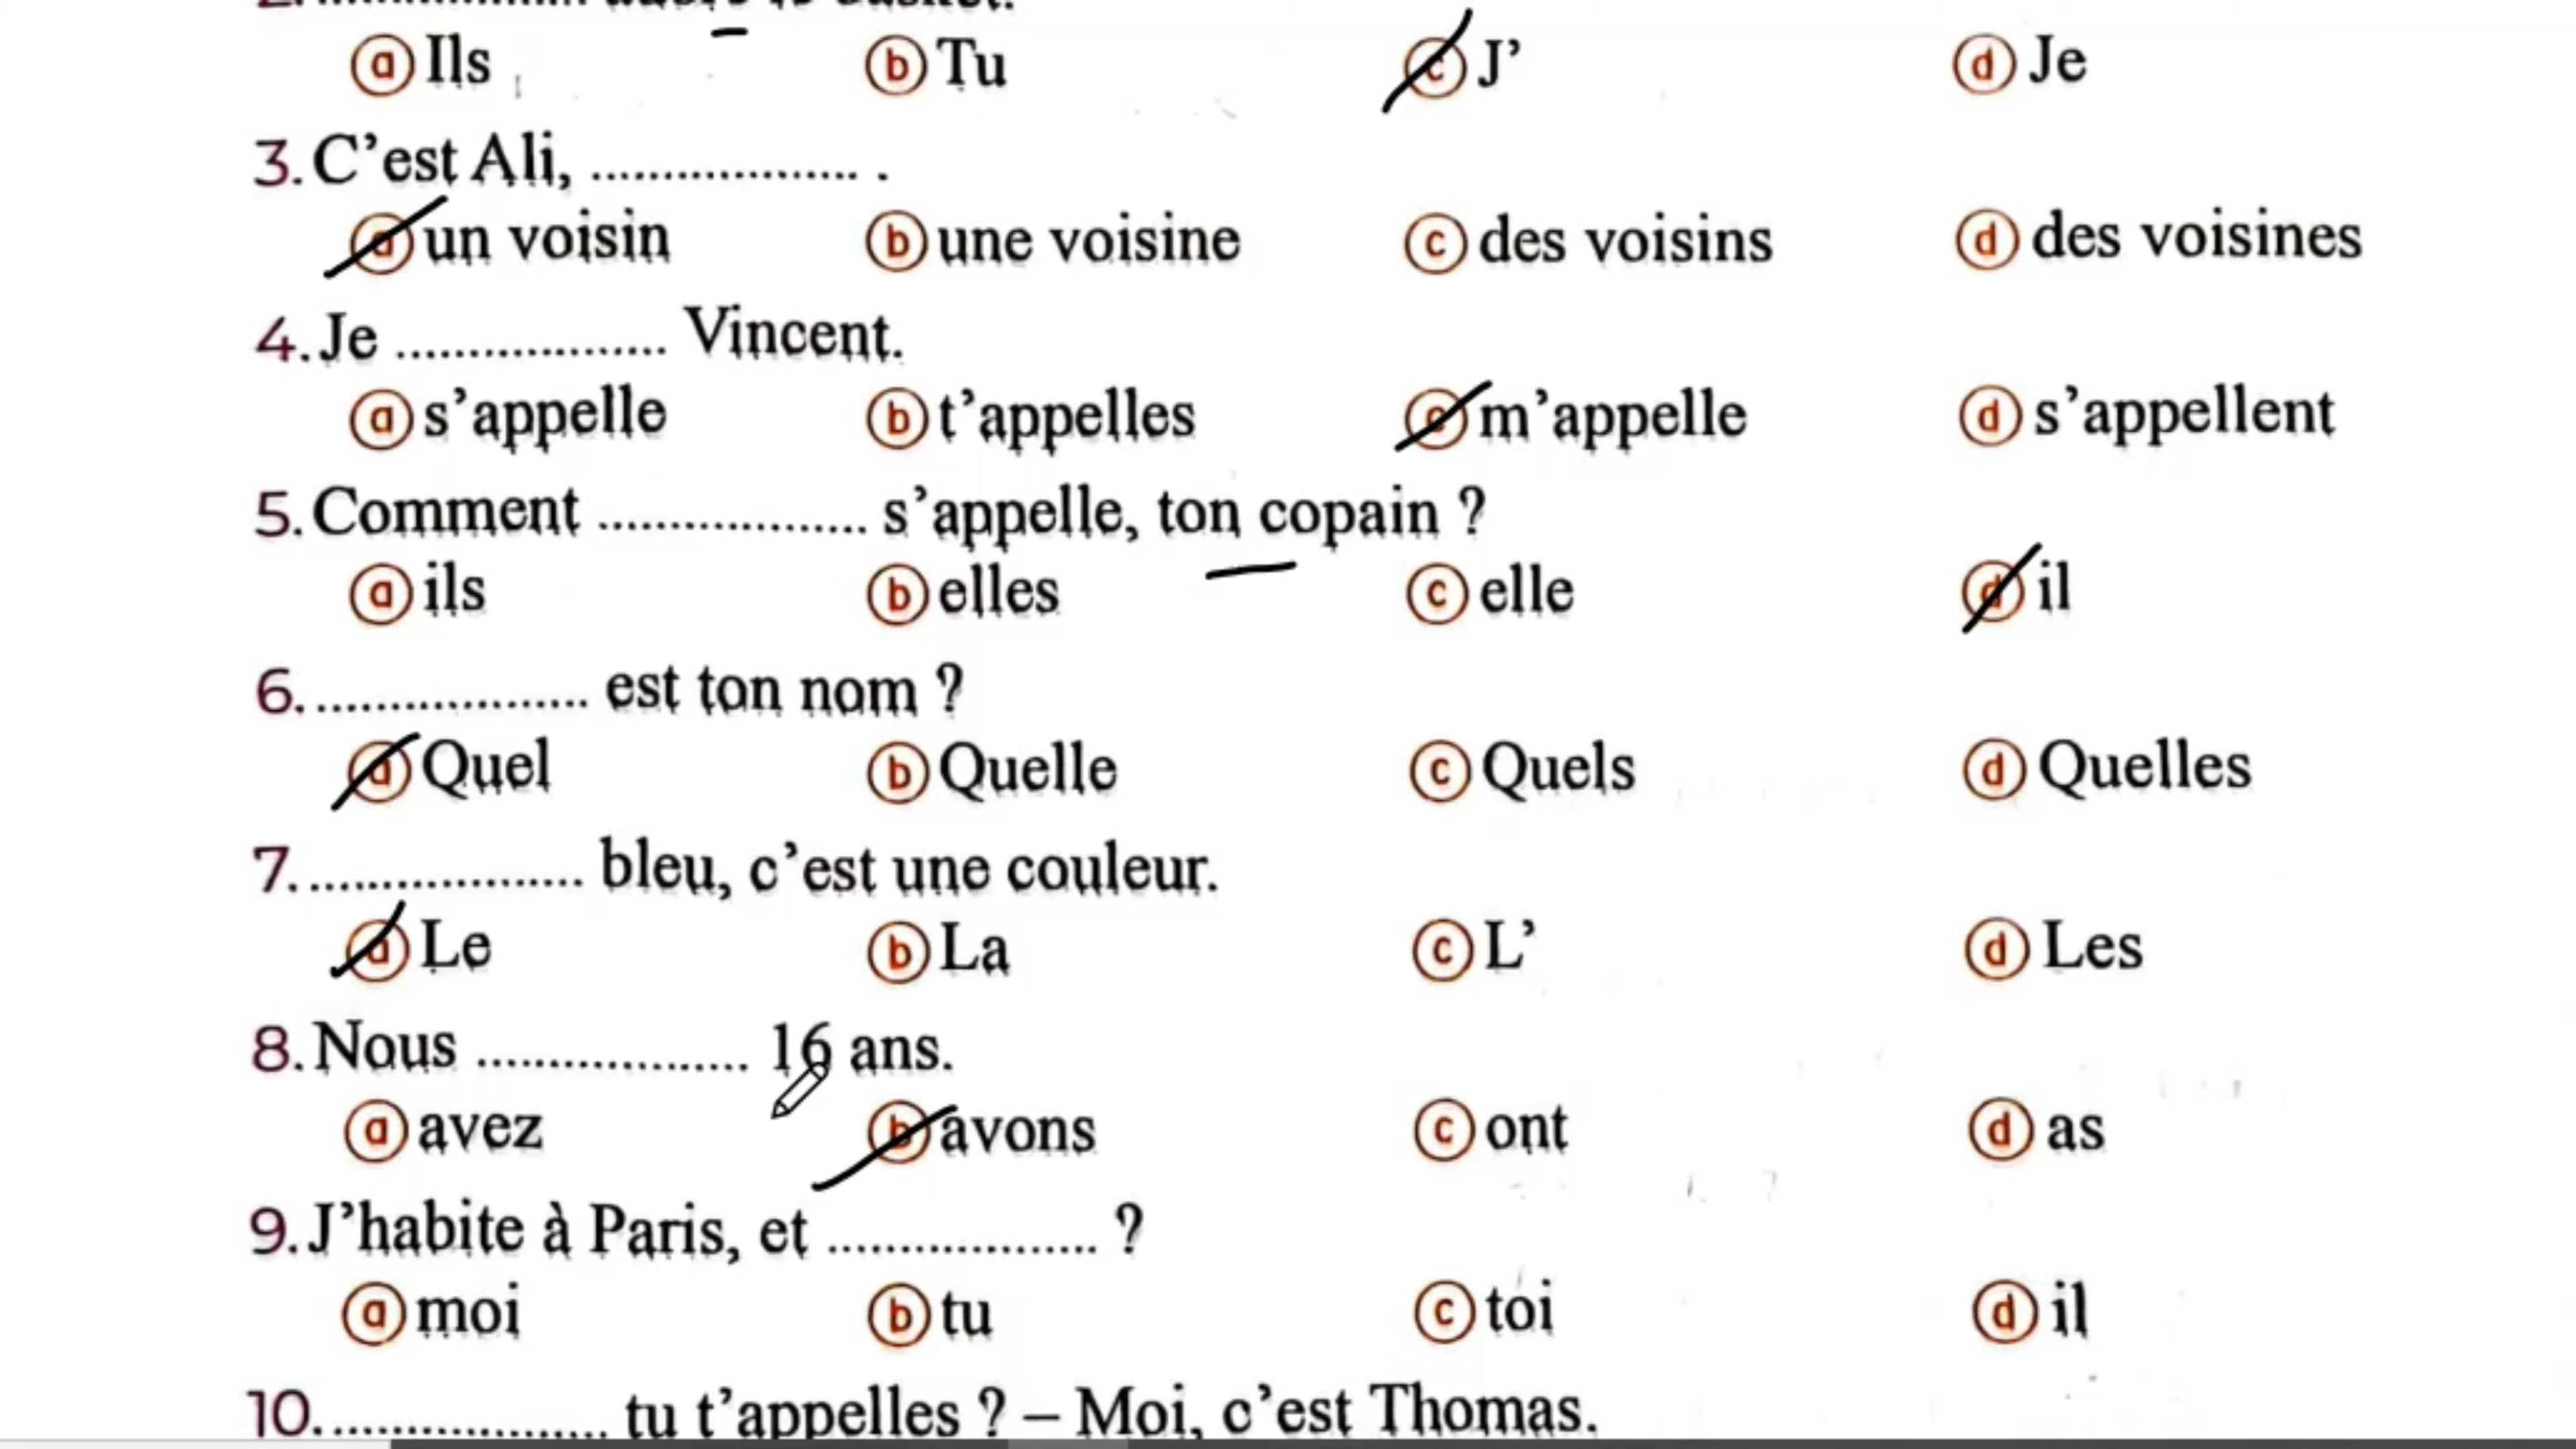 ⓐ Ils ⓑ Tu ⓒ J’ ⓓ Je
3. C’est Ali, .................. .
ⓐ un voisin ⓑ une voisine ⓒ des voisins ⓓ des voisines
4. Je .................. Vincent.
ⓐ s’appelle ⓑ t’appelles ⓒ m’appelle ⓓ s’appellent
5. Comment .................. s’appelle, ton copain ?
ⓐ ils ⓑ elles ⓒ elle ⓓ il
6. .................. est ton nom ?
ⓐ Quel ⓑ Quelle ⓒ Quels ⓓ Quelles
7. .................. bleu, c’est une couleur.
ⓐ Le ⓑ La ⓒ L’ ⓓ Les
8. Nous .................. 16 ans.
ⓐ avez ⓑ avons ⓒ ont ⓓ as
9. J’habite à Paris, et .................. ?
ⓐ moi ⓑ tu ⓒ toi ⓓ il
10. .................. tu t’appelles ? – Moi, c’est Thomas.